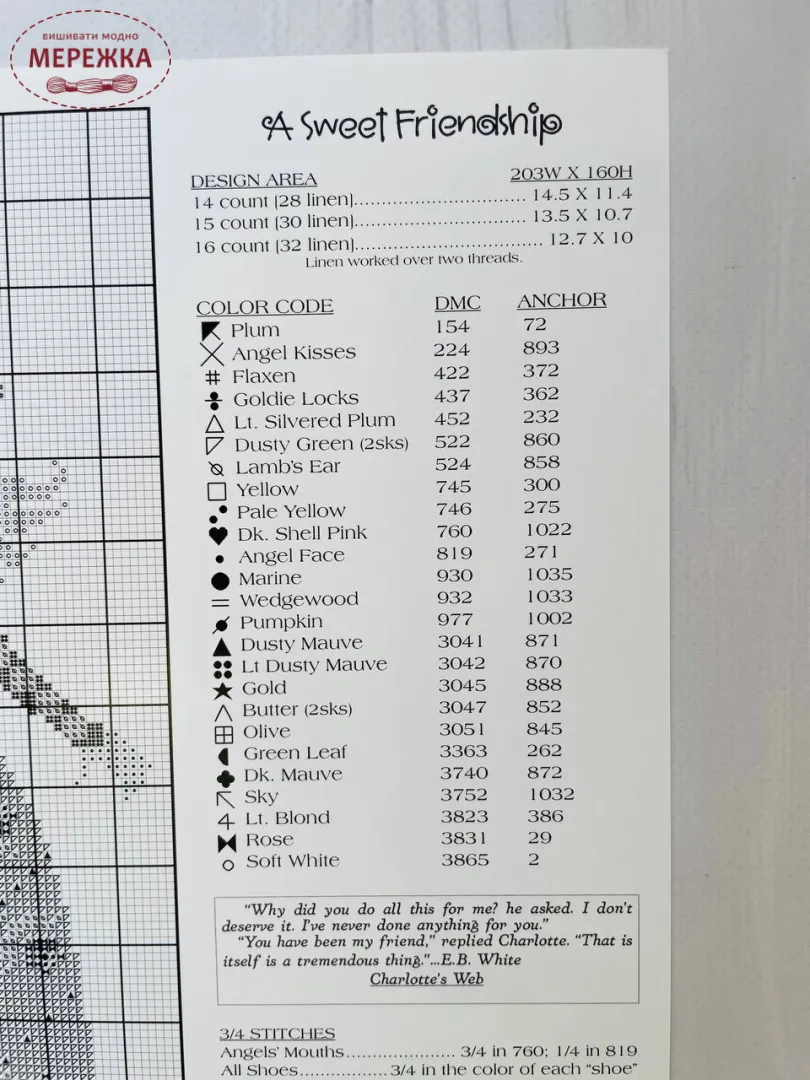 вишивати модно
МЕРЕЖКА
A Sweet Friendship
DESIGN AREA 203W X 160H
14 count (28 linen)............................... 14.5 X 11.4
15 count (30 linen)............................... 13.5 X 10.7
16 count (32 linen).................................. 12.7 X 10
Linen worked over two threads.
COLOR CODE DMC ANCHOR
Plum 154 72
Angel Kisses 224 893
Flaxen 422 372
Goldie Locks 437 362
Lt. Silvered Plum 452 232
Dusty Green (2sks) 522 860
Lamb's Ear 524 858
Yellow 745 300
Pale Yellow 746 275
Dk. Shell Pink 760 1022
Angel Face 819 271
Marine 930 1035
Wedgewood 932 1033
Pumpkin 977 1002
Dusty Mauve 3041 871
Lt Dusty Mauve 3042 870
Gold 3045 888
Butter (2sks) 3047 852
Olive 3051 845
Green Leaf 3363 262
Dk. Mauve 3740 872
Sky 3752 1032
Lt. Blond 3823 386
Rose 3831 29
Soft White 3865 2
"Why did you do all this for me? he asked. I don't
deserve it. I've never done anything for you."
"You have been my friend," replied Charlotte. "That is
itself is a tremendous thing."...E.B. White
Charlotte's Web
3/4 STITCHES
Angels' Mouths..................... 3/4 in 760; 1/4 in 819
All Shoes................3/4 in the color of each "shoe"